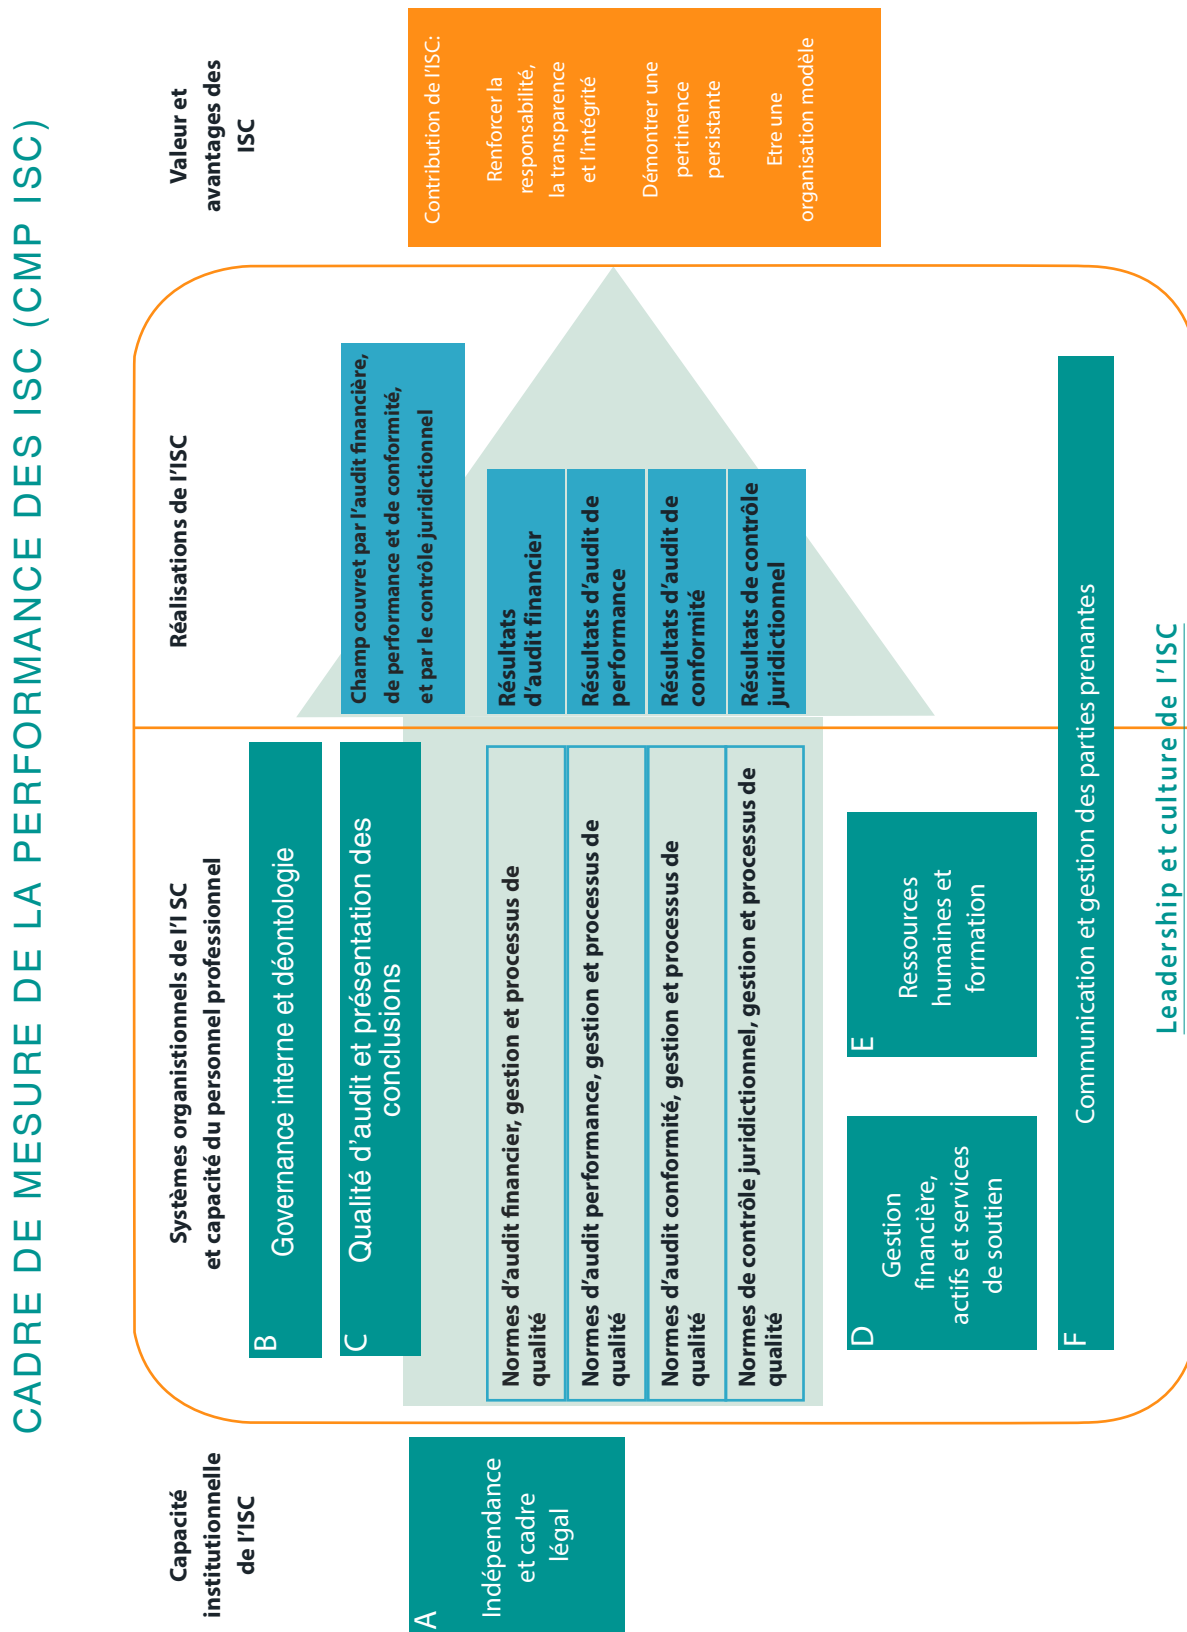 CADRE DE MESURE DE LA PERFORMANCE DES ISC (CMP ISC)
Capacité
institutionnelle
de l'ISC
Systèmes organistionnels de l'I SC
et capacité du personnel professionnel
Réalisations de l'ISC
Valeur et
avantages des
ISC
A
Indépendance
et cadre
légal
B
Governance interne et déontologie
C
Qualité d'audit et présentation des
conclusions
Normes d'audit financier, gestion et processus de
qualité
Normes d'audit performance, gestion et processus de
qualité
Normes d'audit conformité, gestion et processus de
qualité
Normes de contrôle juridictionnel, gestion et processus de
qualité
D
Gestion
financière,
actifs et services
de soutien
E
Ressources
humaines et
formation
F
Communication et gestion des parties prenantes
Champ couvret par l'audit financière,
de performance et de conformité,
et par le contrôle juridictionnel
Résultats
d'audit financier
Résultats d'audit de
performance
Résultats d'audit de
conformité
Résultats de contrôle
juridictionnel
Contribution de l'ISC:
Renforcer la
responsabilité,
la transparence
et l'intégrité
Démontrer une
pertinence
persistante
Etre une
organisation modèle
Leadership et culture de l'ISC